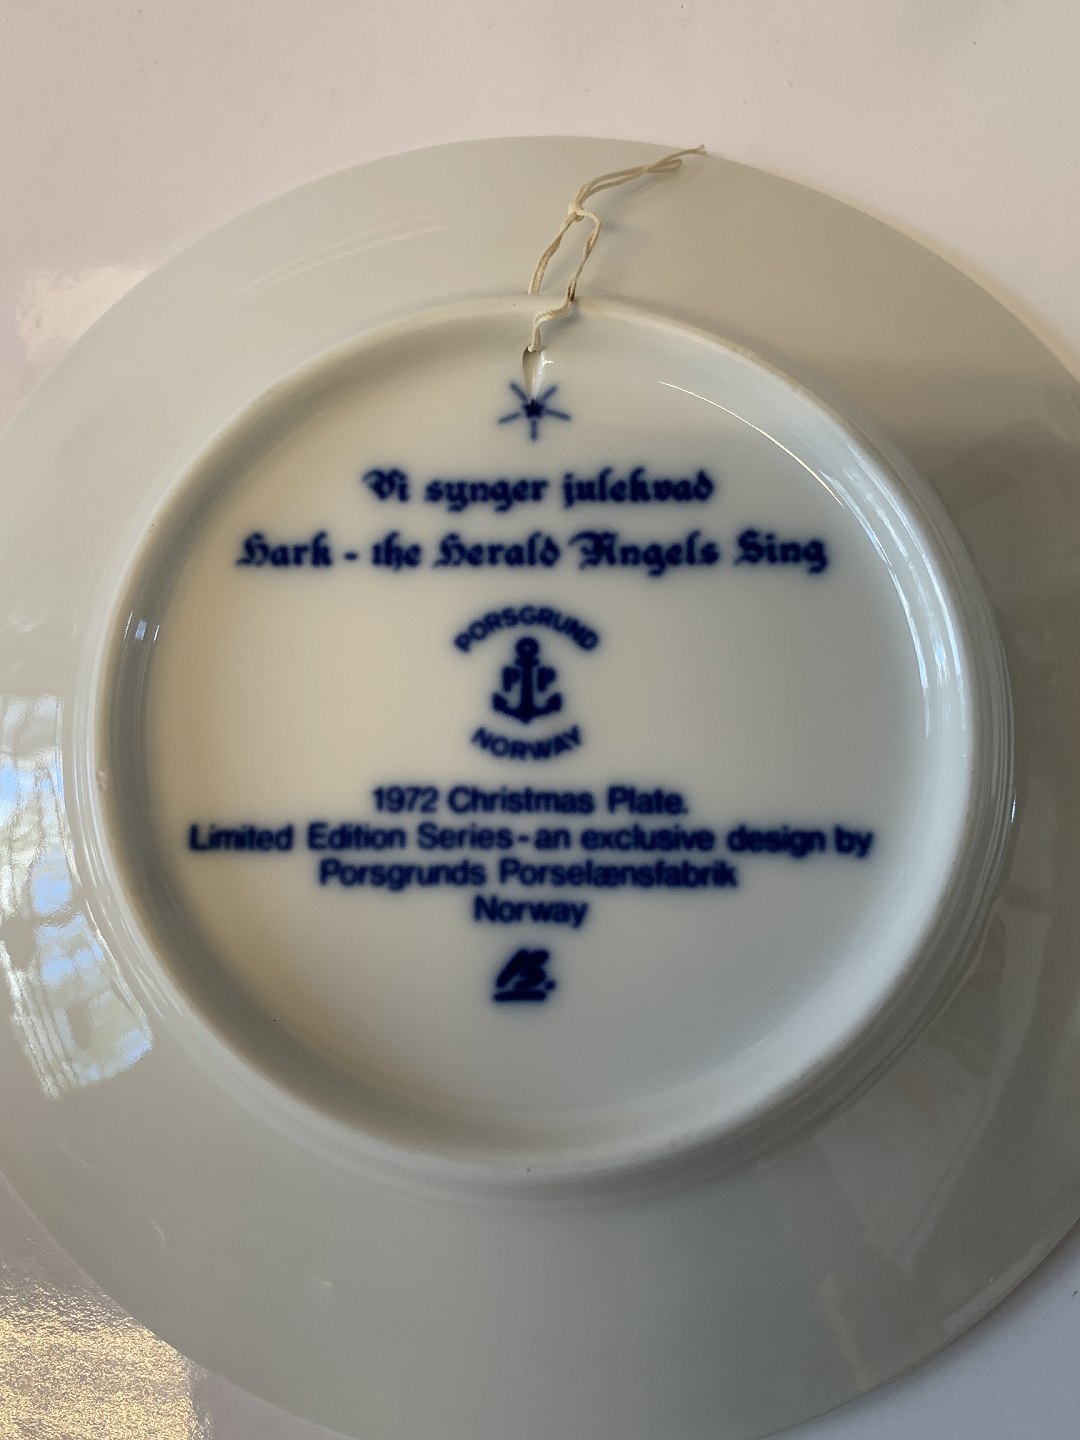 Vi synger julekvad
Hark - the Herald Angels Sing
PORSGRUND
P P
NORWAY
1972 Christmas Plate.
Limited Edition Series - an exclusive design by
Porsgrunds Porselænsfabrik
Norway